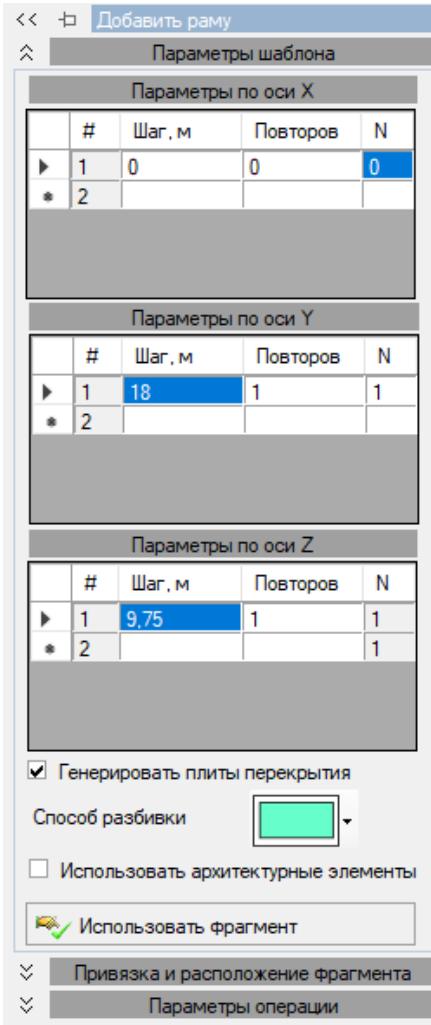 << Добавить раму
Параметры шаблона
Параметры по оси X
# Шаг, м Повторов N
1 0 0 0
2
Параметры по оси Y
# Шаг, м Повторов N
1 18 1 1
2
Параметры по оси Z
# Шаг, м Повторов N
1 9,75 1 1
2 1
Генерировать плиты перекрытия
Способ разбивки
Использовать архитектурные элементы
Использовать фрагмент
Привязка и расположение фрагмента
Параметры операции